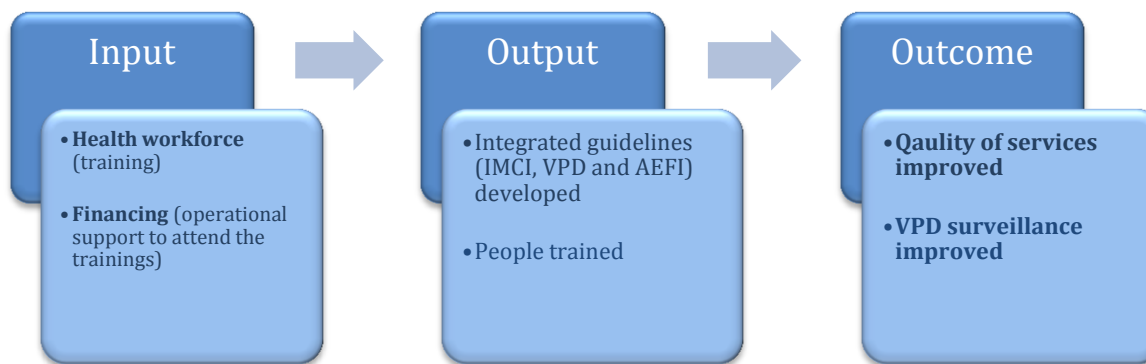 Input
• Health workforce
(training)
• Financing (operational
support to attend the
trainings)
Output
• Integrated guidelines
(IMCI, VPD and AEFI)
developed
• People trained
Outcome
• Qaulity of services
improved
• VPD surveillance
improved